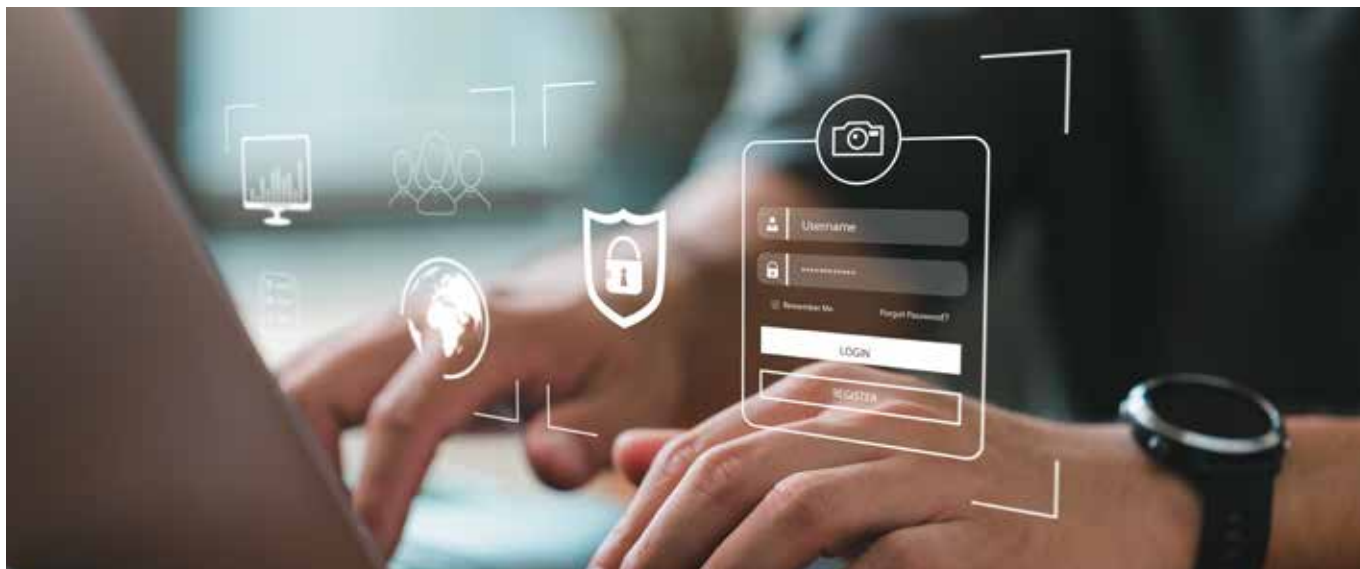 Username
************
Remember Me
Forgot Password?
LOGIN
REGISTER